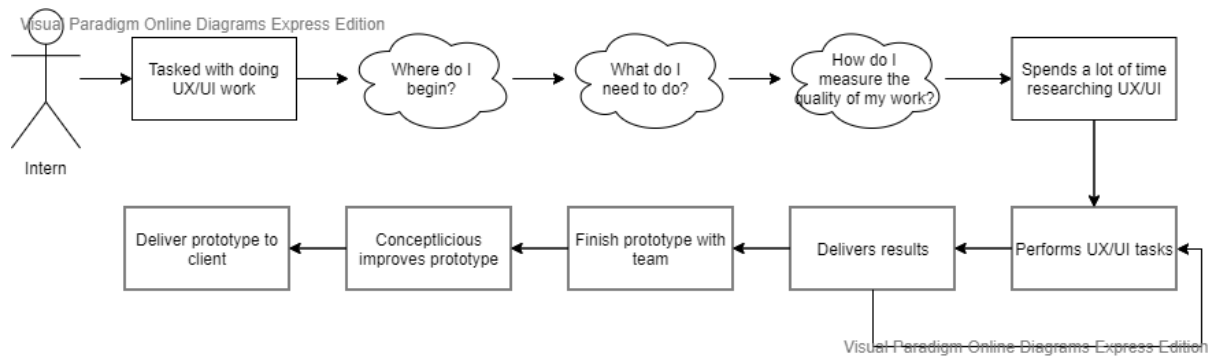 Visual Paradigm Online Diagrams Express Edition
Intern
Tasked with doing
UX/UI work
Where do I
begin?
What do I
need to do?
How do I
measure the
quality of my work?
Spends a lot of time
researching UX/UI
Performs UX/UI tasks
Delivers results
Finish prototype with
team
Conceptlicious
improves prototype
Deliver prototype to
client
Visual Paradigm Online Diagrams Express Edition